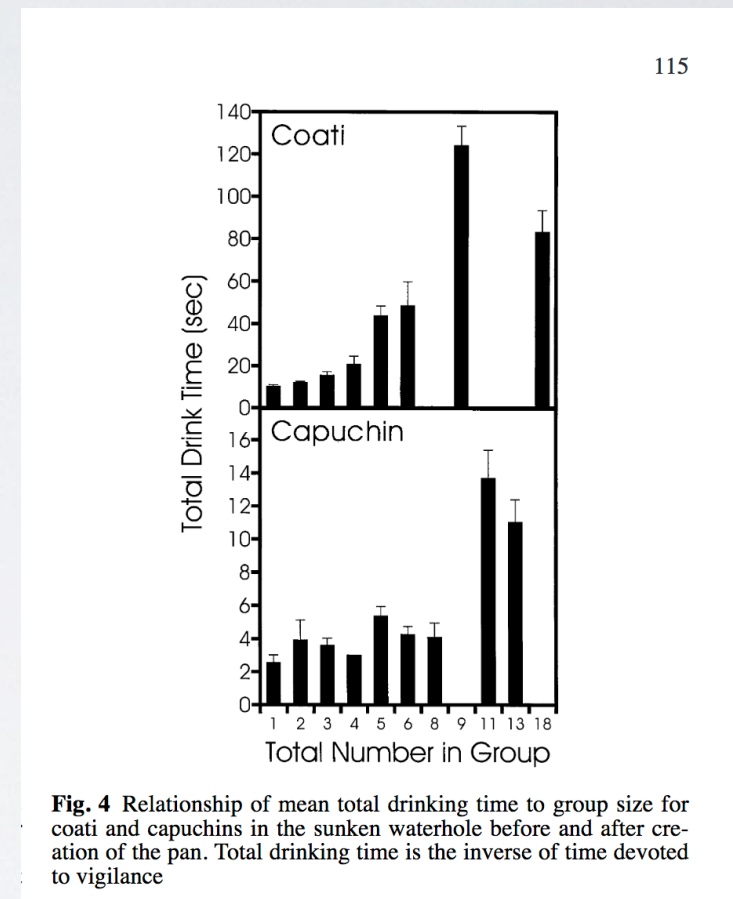 115
140
120
100
80
60
40
20
0
Coati
Total Drink Time (sec)
16
14
12
10
8
6
4
2
0
Capuchin
1 2 3 4 5 6 8 9 11 13 18
Total Number in Group
Fig. 4 Relationship of mean total drinking time to group size for
coati and capuchins in the sunken waterhole before and after cre-
ation of the pan. Total drinking time is the inverse of time devoted
to vigilance